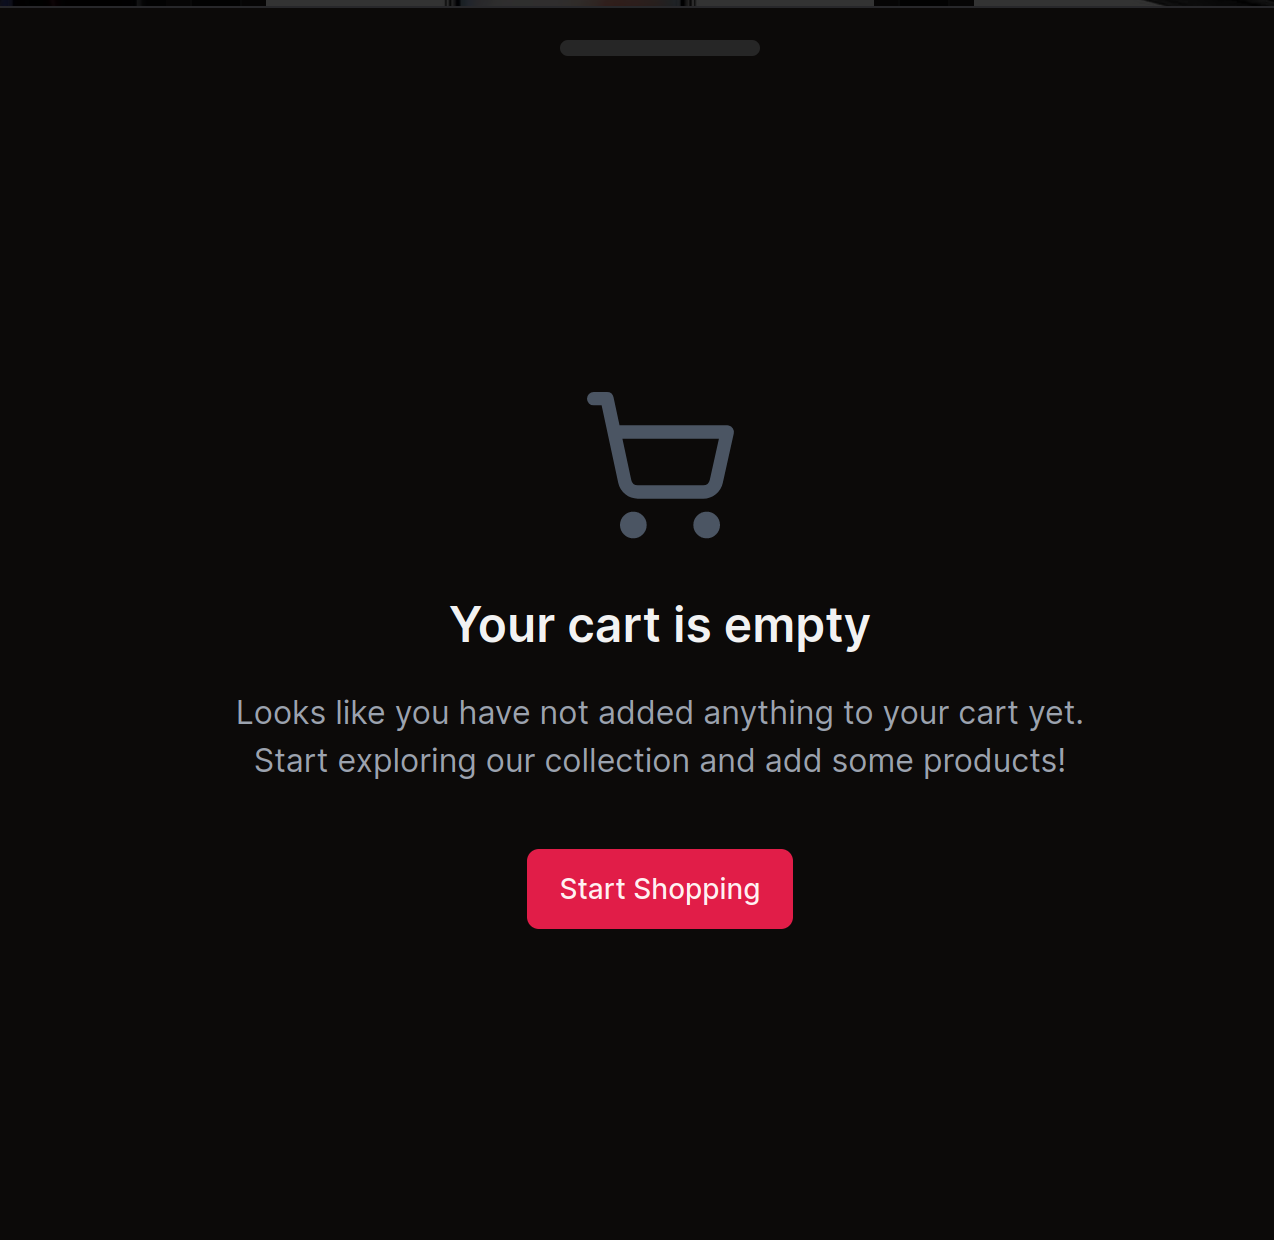 Your cart is empty
Looks like you have not added anything to your cart yet.
Start exploring our collection and add some products!
Start Shopping